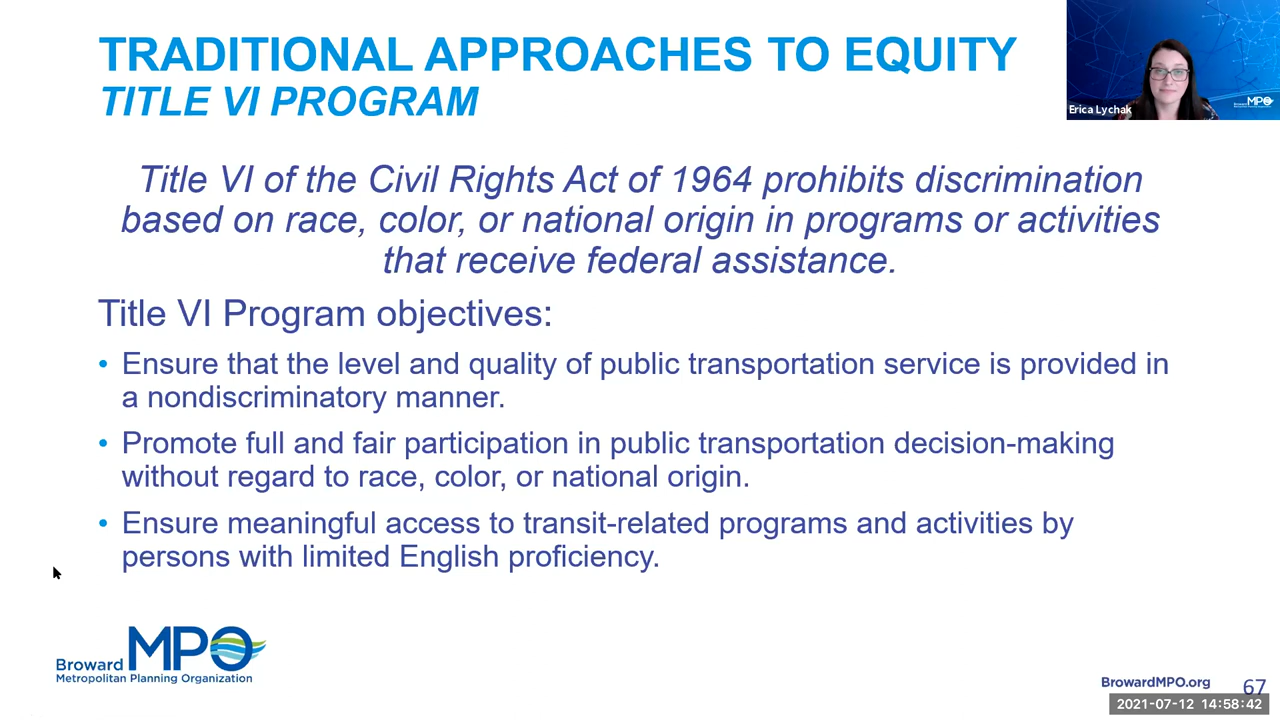 TRADITIONAL APPROACHES TO EQUITY
TITLE VI PROGRAM
Broward MPO
Erica Lychak
Title VI of the Civil Rights Act of 1964 prohibits discrimination
based on race, color, or national origin in programs or activities
that receive federal assistance.
Title VI Program objectives:
• Ensure that the level and quality of public transportation service is provided in
a nondiscriminatory manner.
• Promote full and fair participation in public transportation decision-making
without regard to race, color, or national origin.
• Ensure meaningful access to transit-related programs and activities by
persons with limited English proficiency.
Broward MPO
Metropolitan Planning Organization
BrowardMPO.org 67
2021-07-12 14:58:42